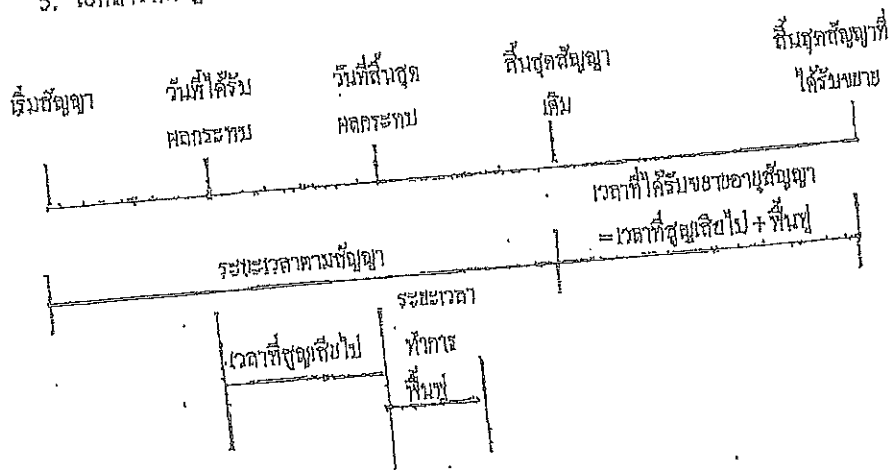 เริ่มสัญญา
วันที่ได้รับ
ผลกระทบ
วันที่สิ้นสุด
ผลกระทบ
สิ้นสุดสัญญา
เดิม
สิ้นสุดสัญญาที่
ได้รับขยาย
ระยะเวลาตามสัญญา
เวลาที่ได้รับขยายอายุสัญญา
=เวลาที่สูญเสียไป+ฟื้นฟู
เวลาที่สูญเสียไป
ระยะเวลา
ทำการ
ฟื้นฟู